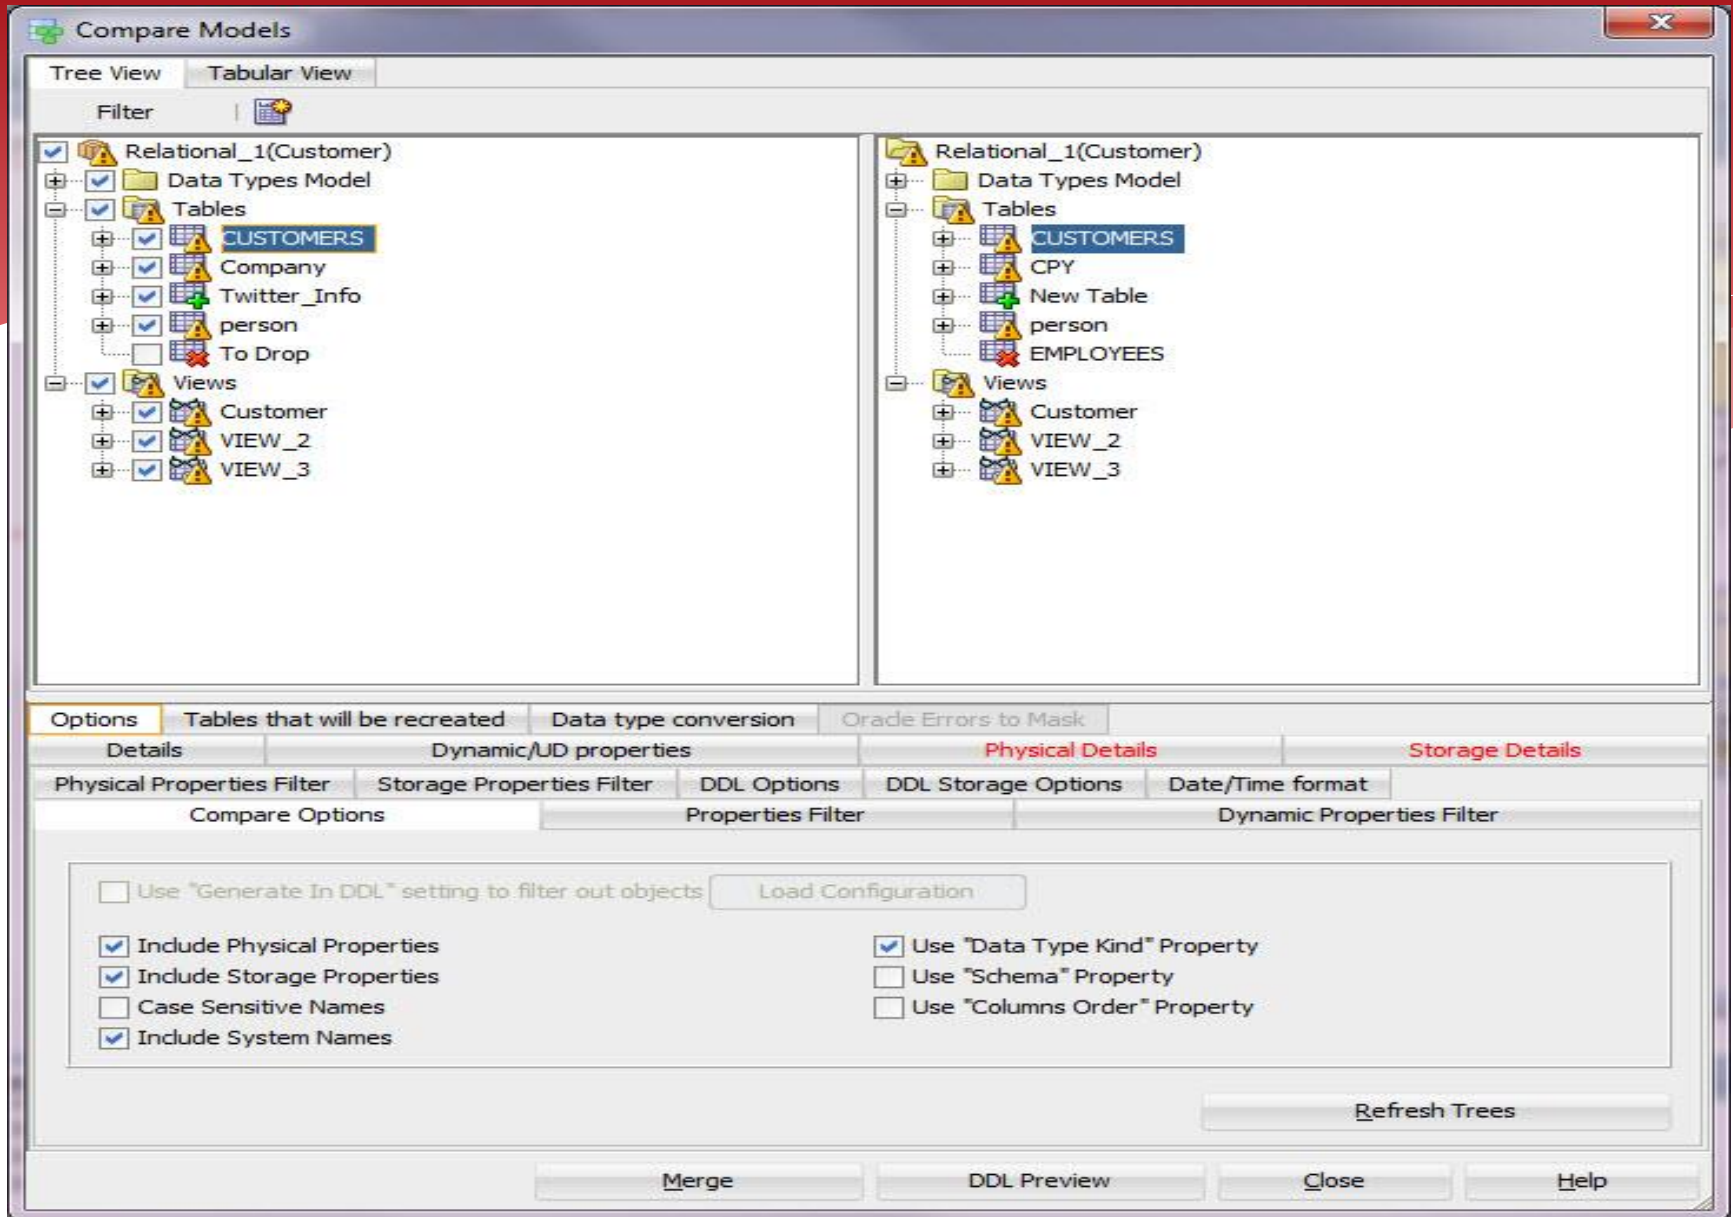 Compare Models
Tree View Tabular View
Filter
Relational_1(Customer)
Data Types Model
Tables
CUSTOMERS
Company
Twitter_Info
person
To Drop
Views
Customer
VIEW_2
VIEW_3
Relational_1(Customer)
Data Types Model
Tables
CUSTOMERS
CPY
New Table
person
EMPLOYEES
Views
Customer
VIEW_2
VIEW_3
Options Tables that will be recreated Data type conversion Oracle Errors to Mask
Details Dynamic/UD properties Physical Details Storage Details
Physical Properties Filter Storage Properties Filter DDL Options DDL Storage Options Date/Time format
Compare Options Properties Filter Dynamic Properties Filter
Use "Generate In DDL" setting to filter out objects Load Configuration
Include Physical Properties Use "Data Type Kind" Property
Include Storage Properties Use "Schema" Property
Case Sensitive Names Use "Columns Order" Property
Include System Names
Refresh Trees
Merge DDL Preview Close Help